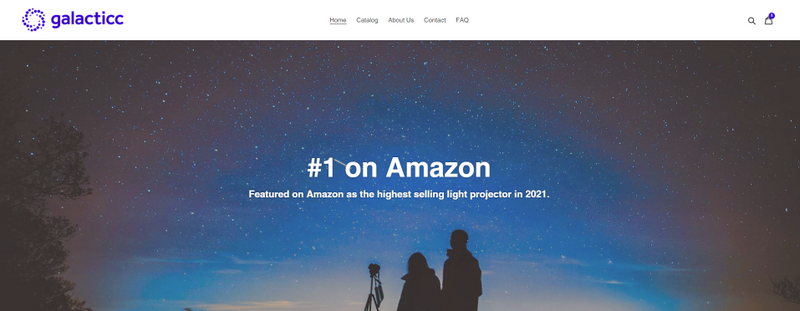 galacticc
Home Catalog About Us Contact FAQ
1
#1 on Amazon
Featured on Amazon as the highest selling light projector in 2021.